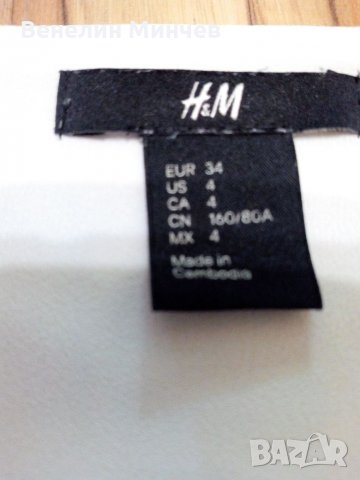 Венелин Минчев
H&M
EUR 34
US 4
CA 4
CN 160/80A
MX 4
Made in
Cambodia
BAZAR